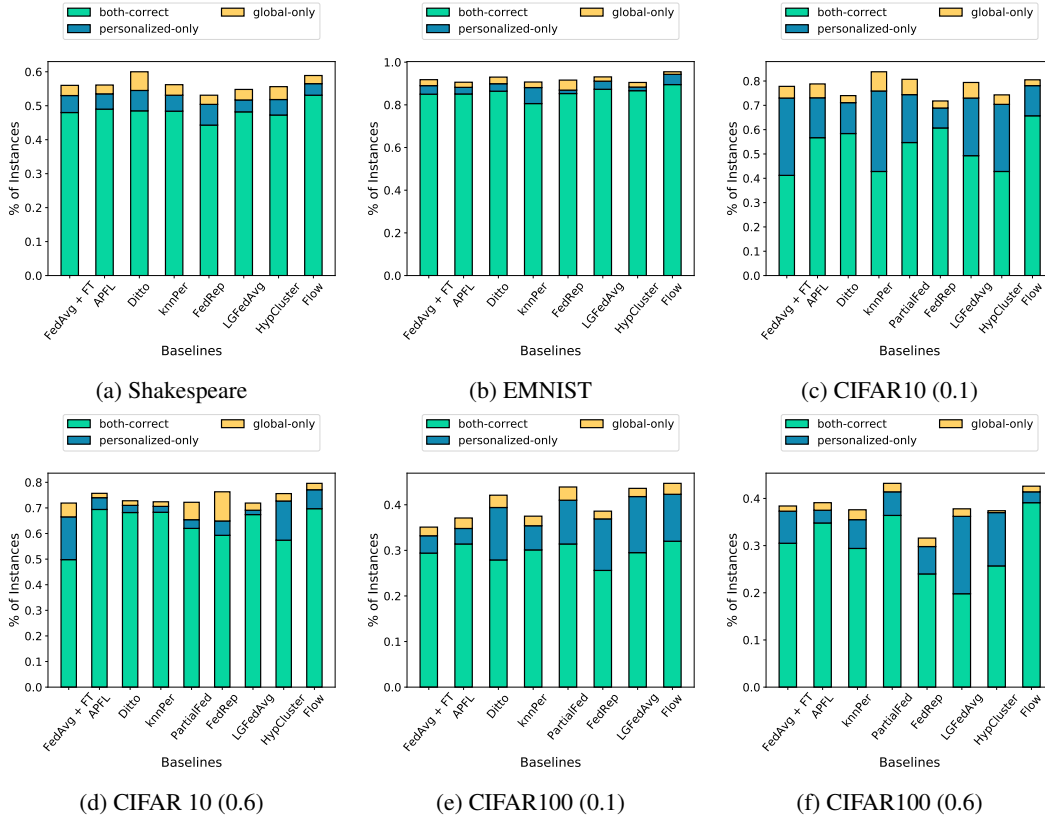 both-correct
personalized-only
global-only
both-correct
personalized-only
global-only
both-correct
personalized-only
global-only
% of Instances
0.6
0.5
0.4
0.3
0.2
0.1
0.0
FedAvg + FT
APFL
Ditto
knnPer
FedRep
LGFedAvg
HypCluster
Flow
Baselines
% of Instances
1.0
0.8
0.6
0.4
0.2
0.0
FedAvg + FT
APFL
Ditto
knnPer
FedRep
LGFedAvg
HypCluster
Flow
Baselines
% of Instances
0.8
0.7
0.6
0.5
0.4
0.3
0.2
0.1
0.0
FedAvg + FT
APFL
Ditto
knnPer
PartialFed
FedRep
LGFedAvg
HypCluster
Flow
Baselines
(a) Shakespeare
(b) EMNIST
(c) CIFAR10 (0.1)
both-correct
personalized-only
global-only
both-correct
personalized-only
global-only
both-correct
personalized-only
global-only
% of Instances
0.8
0.7
0.6
0.5
0.4
0.3
0.2
0.1
0.0
FedAvg + FT
APFL
Ditto
knnPer
PartialFed
FedRep
LGFedAvg
HypCluster
Flow
Baselines
% of Instances
0.4
0.3
0.2
0.1
0.0
FedAvg + FT
APFL
Ditto
knnPer
PartialFed
FedRep
LGFedAvg
Flow
Baselines
% of Instances
0.4
0.3
0.2
0.1
0.0
FedAvg + FT
APFL
knnPer
PartialFed
FedRep
LGFedAvg
HypCluster
Flow
Baselines
(d) CIFAR 10 (0.6)
(e) CIFAR100 (0.1)
(f) CIFAR100 (0.6)